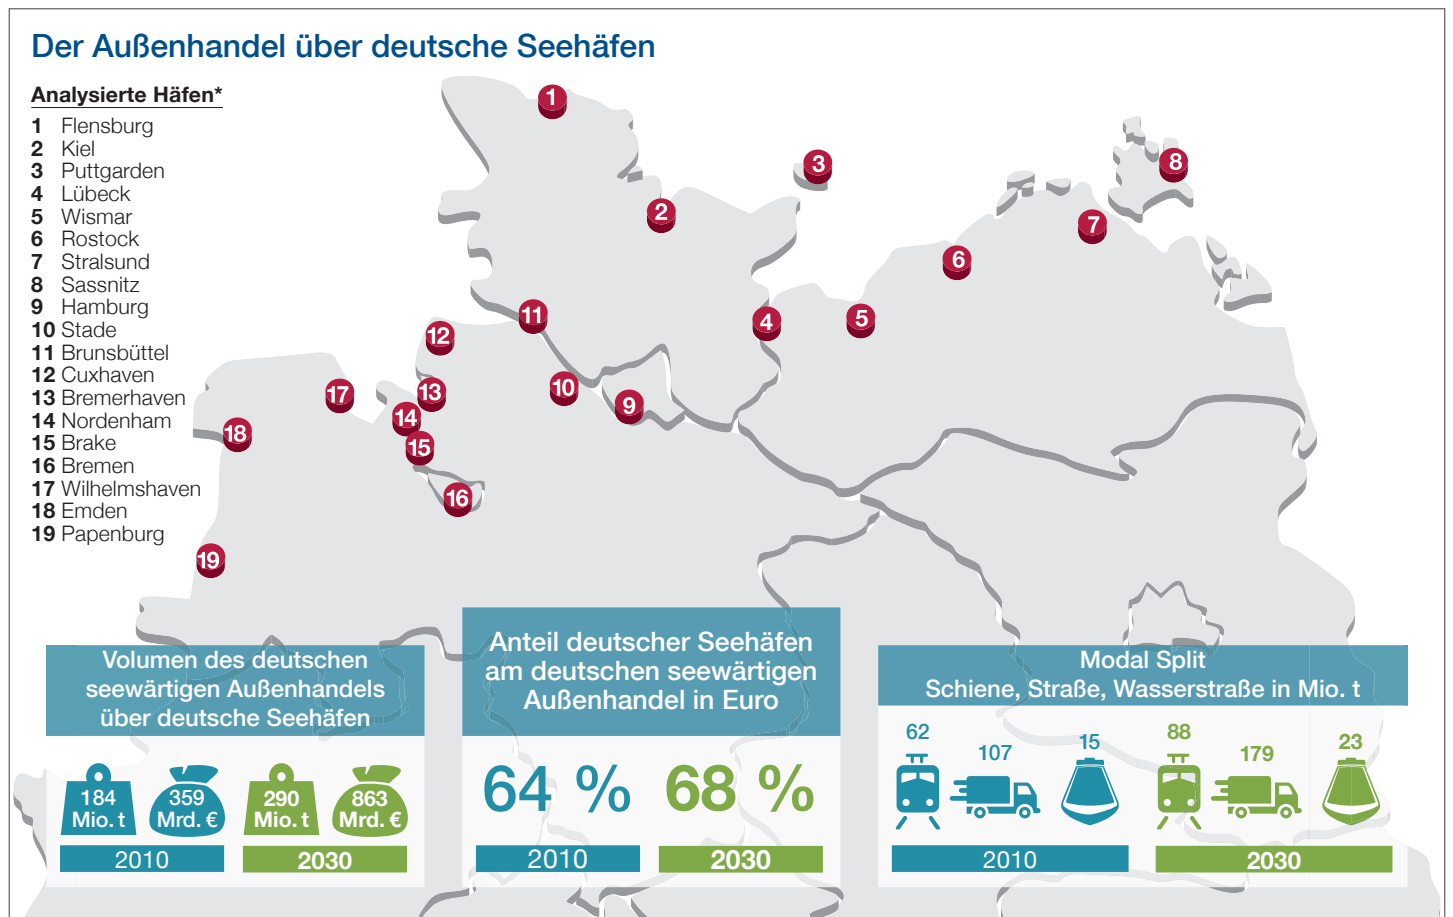 Der Außenhandel über deutsche Seehäfen
Analysierte Häfen*
1 Flensburg
2 Kiel
3 Puttgarden
4 Lübeck
5 Wismar
6 Rostock
7 Stralsund
8 Sassnitz
9 Hamburg
10 Stade
11 Brunsbüttel
12 Cuxhaven
13 Bremerhaven
14 Nordenham
15 Brake
16 Bremen
17 Wilhelmshaven
18 Emden
19 Papenburg
1
2
3
4
5
6
7
8
9
10
11
12
13
14
15
16
17
18
19
Volumen des deutschen
seewärtigen Außenhandels
über deutsche Seehäfen
184
Mio. t
359
Mrd. €
290
Mio. t
863
Mrd. €
2010
2030
Anteil deutscher Seehäfen
am deutschen seewärtigen
Außenhandel in Euro
64 %
68 %
2010
2030
Modal Split
Schiene, Straße, Wasserstraße in Mio. t
62
107
15
88
179
23
2010
2030